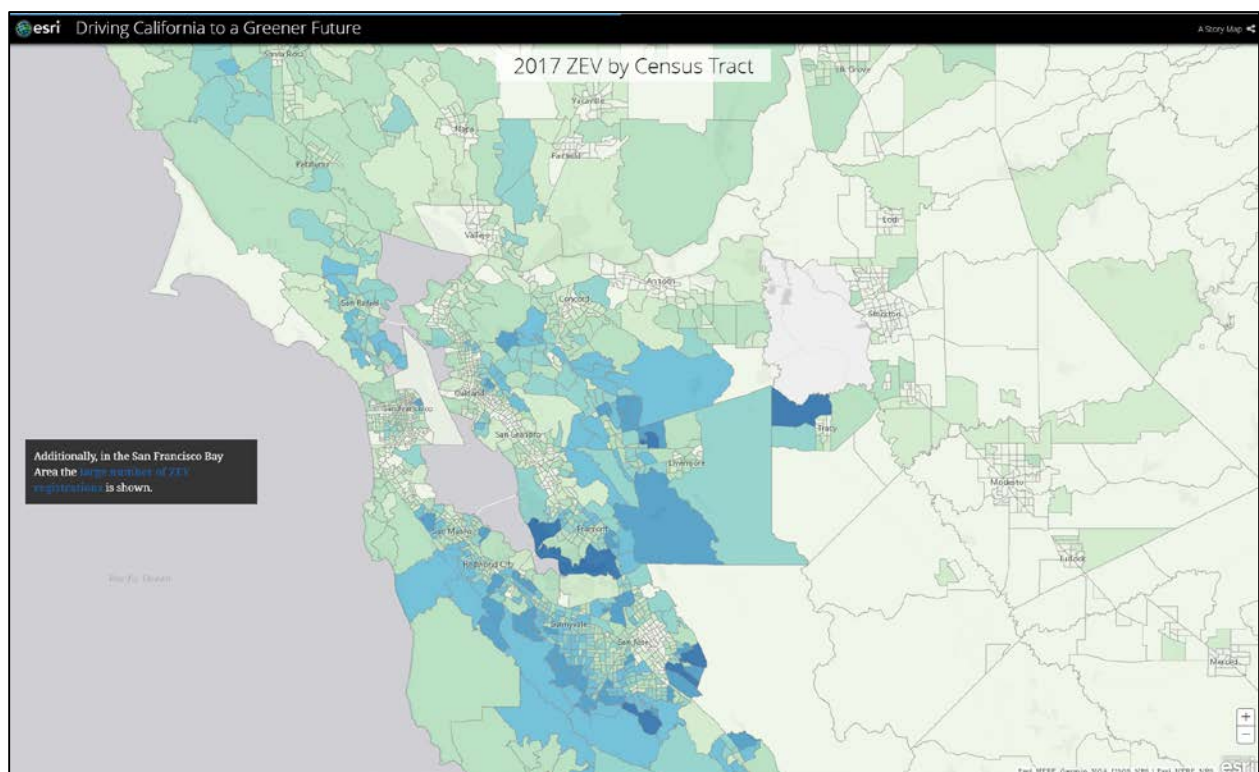 esri Driving California to a Greener Future
A Story Map
2017 ZEV by Census Tract
Santa Rosa
Elk Grove
Vacaville
Napa
Fairfield
Petaluma
Vallejo
Lodi
Antioch
San Rafael
Concord
Stockton
Oakland
San Francisco
San Leandro
Tracy
Livermore
Additionally, in the San Francisco Bay
Area the large number of ZEV
registrations is shown.
Modesto
Fremont
San Mateo
Redwood City
Turlock
Pacific Ocean
Sunnyvale
San Jose
Merced
+
−
esri